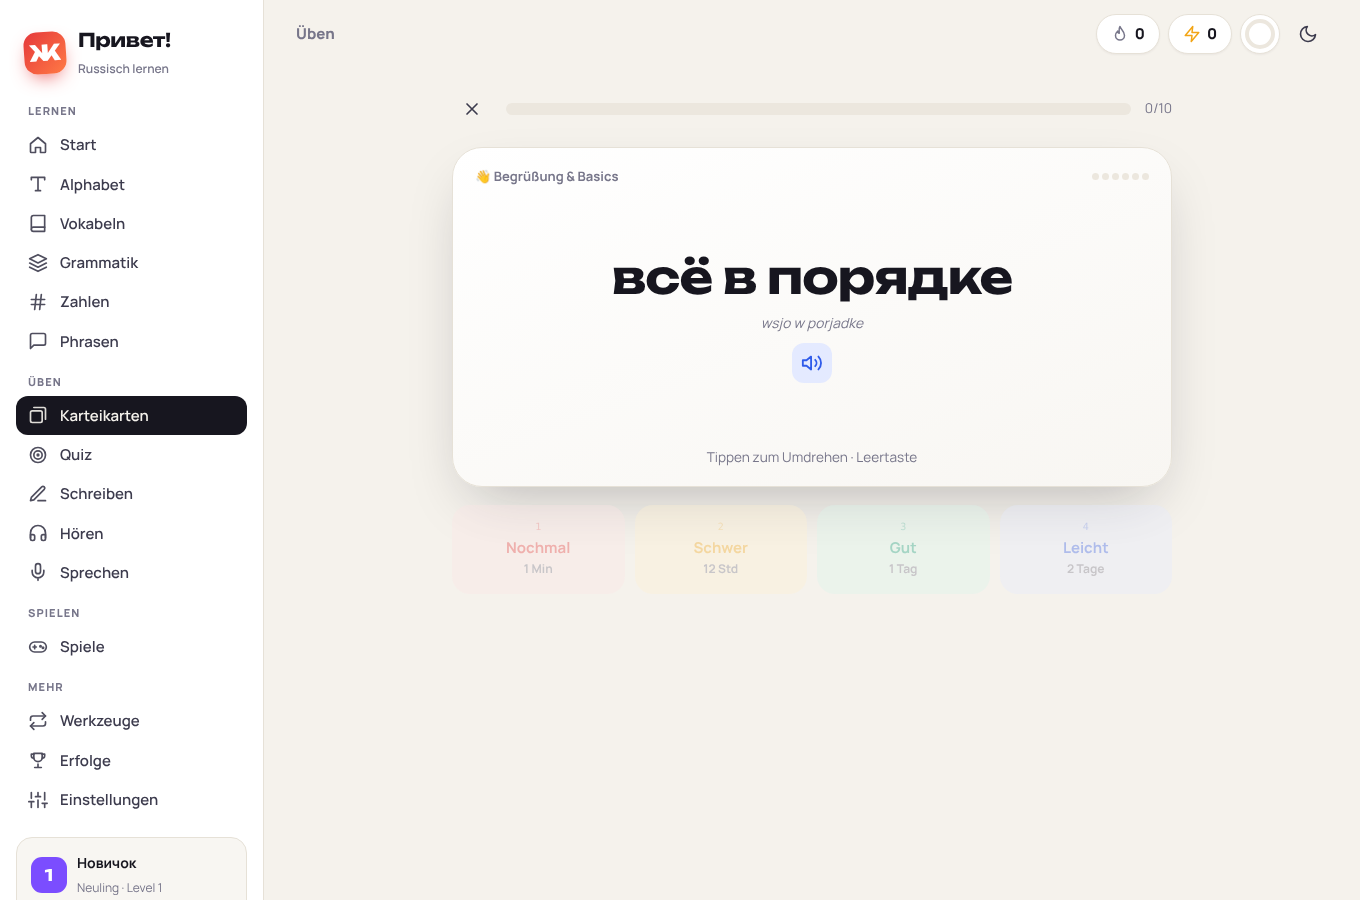 Ж
Привет!
Russisch lernen
LERNEN
Start
Alphabet
Vokabeln
Grammatik
Zahlen
Phrasen
ÜBEN
Karteikarten
Quiz
Schreiben
Hören
Sprechen
SPIELEN
Spiele
MEHR
Werkzeuge
Erfolge
Einstellungen
1
Новичок
Neuling · Level 1
Üben
0
0
0/10
👋 Begrüßung & Basics
всё в порядке
wsjo w porjadke
Tippen zum Umdrehen · Leertaste
1
Nochmal
1 Min
2
Schwer
12 Std
3
Gut
1 Tag
4
Leicht
2 Tage